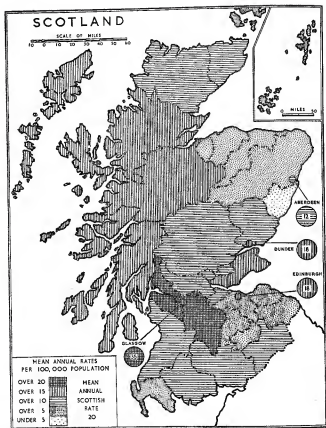 SCOTLAND
SCALE OF MILES
10 0 10 20 30 40 50 60
0 MILES 50
ABERDEEN
12
DUNDEE
18
EDINBURGH
GLASGOW
MEAN ANNUAL RATES
PER 100,000 POPULATION
OVER 20
OVER 15
OVER 10
OVER 5
UNDER 5
MEAN
ANNUAL
SCOTTISH
RATE
20